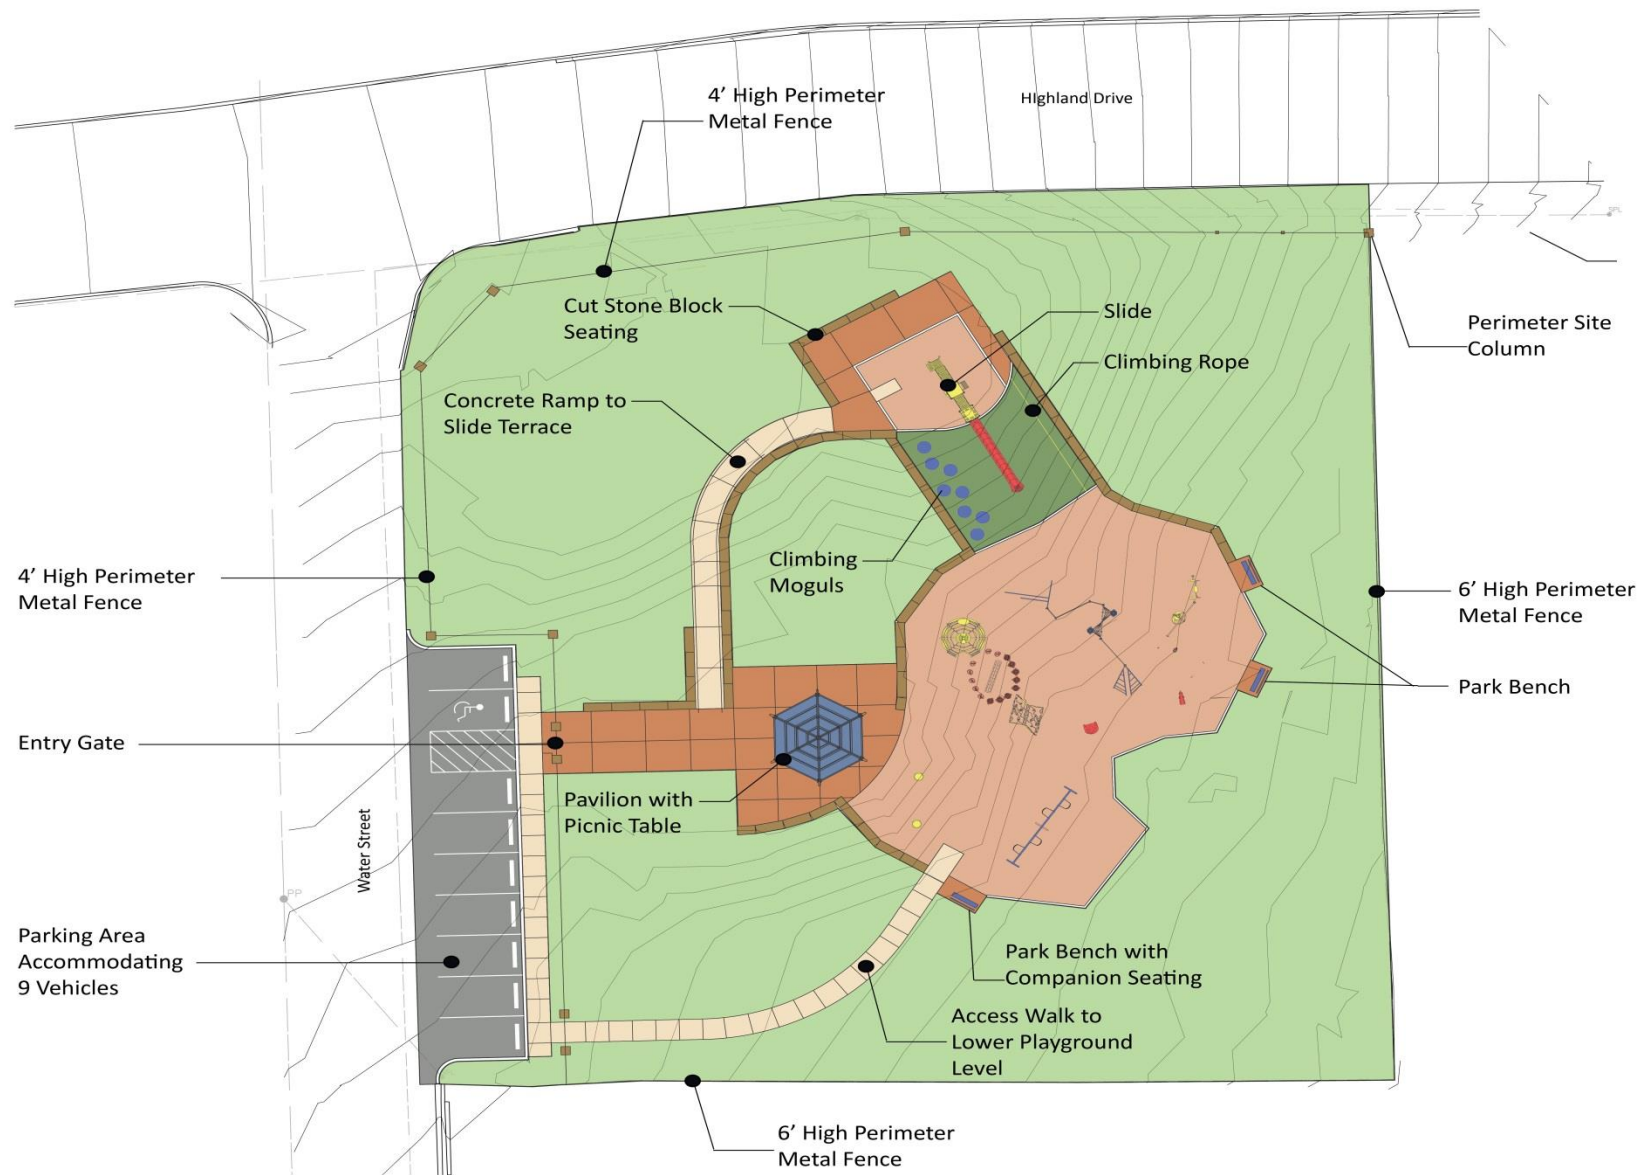 4’ High Perimeter
Metal Fence
HIghland Drive
Cut Stone Block
Seating
Slide
Perimeter Site
Column
Climbing Rope
Concrete Ramp to
Slide Terrace
Climbing
Moguls
4’ High Perimeter
Metal Fence
6’ High Perimeter
Metal Fence
Park Bench
Entry Gate
Pavilion with
Picnic Table
Water Street
PP
Parking Area
Accommodating
9 Vehicles
Park Bench with
Companion Seating
Access Walk to
Lower Playground
Level
6’ High Perimeter
Metal Fence